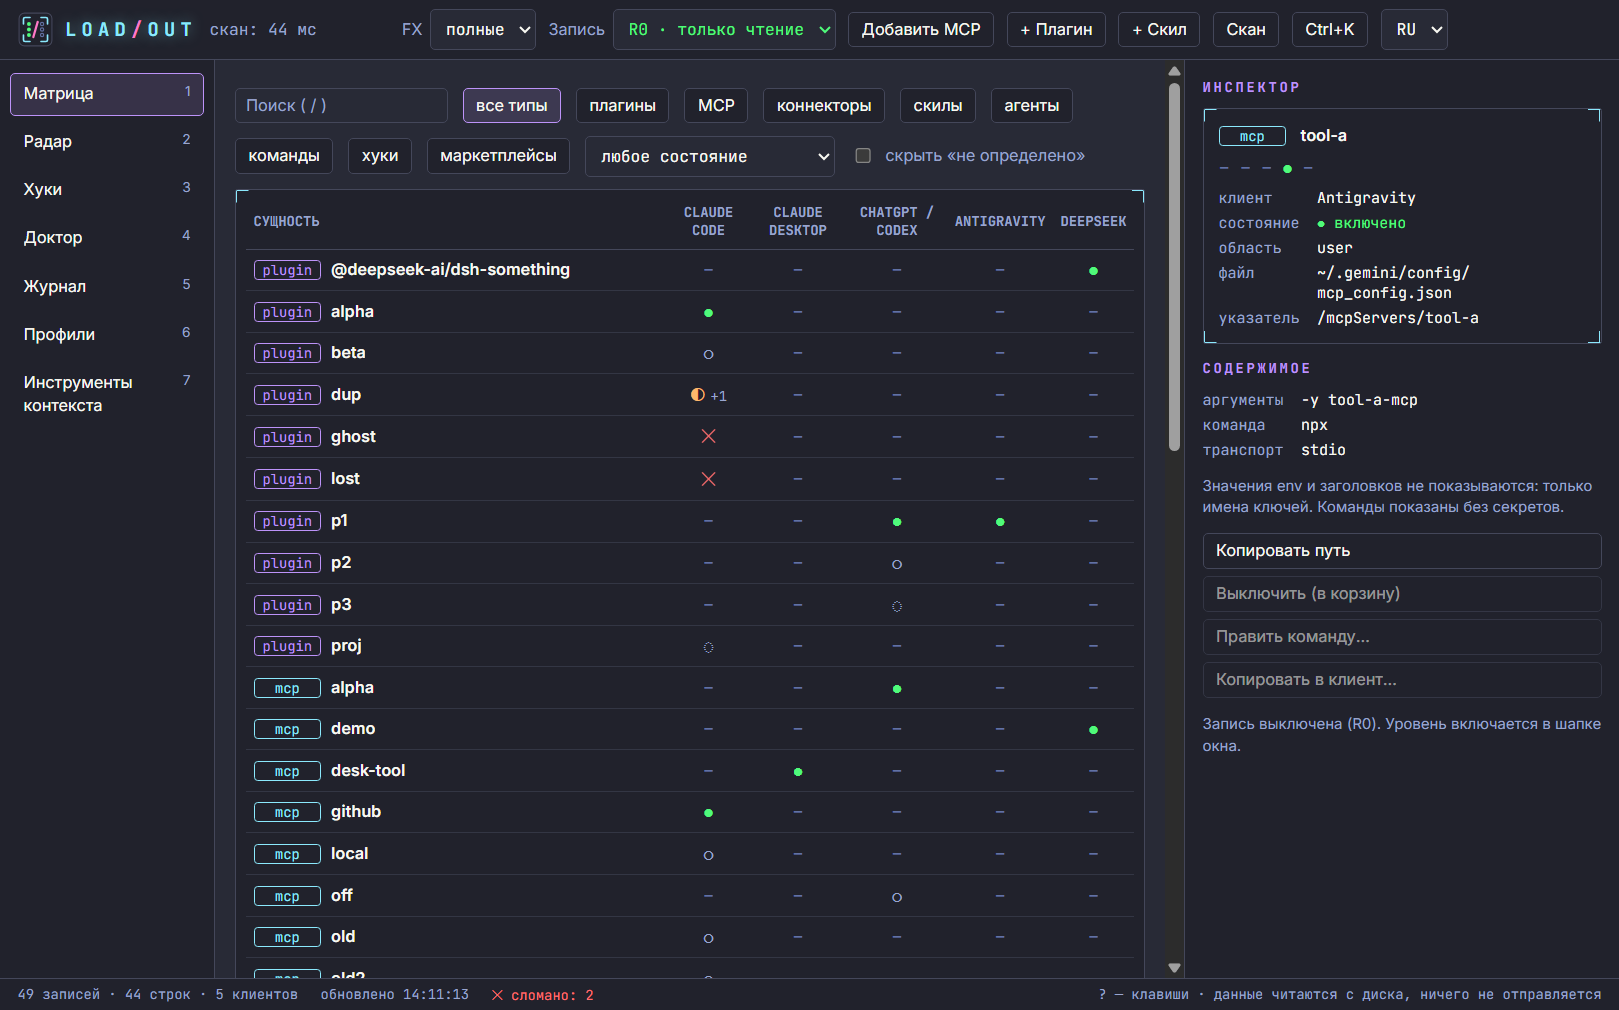 LOAD/OUT скан: 44 мс FX полные Запись R0 · только чтение Добавить MCP + Плагин + Скил Скан Ctrl+K RU
Матрица 1
Радар 2
Хуки 3
Доктор 4
Журнал 5
Профили 6
Инструменты контекста 7
Поиск ( / ) все типы плагины MCP коннекторы скилы агенты
команды хуки маркетплейсы любое состояние скрыть «не определено»
СУЩНОСТЬ CLAUDE CODE CLAUDE DESKTOP CHATGPT / CODEX ANTIGRAVITY DEEPSEEK
plugin @deepseek-ai/dsh-something – – – – ●
plugin alpha ● – – – –
plugin beta ○ – – – –
plugin dup ◐ +1 – – – –
plugin ghost ✕ – – – –
plugin lost ✕ – – – –
plugin p1 – – ● ● –
plugin p2 – – ○ – –
plugin p3 – – ◌ – –
plugin proj ◌ – – – –
mcp alpha – – ● – –
mcp demo – – – – ●
mcp desk-tool – ● – – –
mcp github ● – – – –
mcp local ○ – – – –
mcp off – – ○ – –
mcp old ○ – – – –
mcp old2
ИНСПЕКТОР
mcp tool-a
– – – ● –
клиент Antigravity
состояние ● включено
область user
файл ~/.gemini/config/
mcp_config.json
указатель /mcpServers/tool-a
СОДЕРЖИМОЕ
аргументы -y tool-a-mcp
команда npx
транспорт stdio
Значения env и заголовков не показываются: только
имена ключей. Команды показаны без секретов.
Копировать путь
Выключить (в корзину)
Править команду...
Копировать в клиент...
Запись выключена (R0). Уровень включается в шапке
окна.
49 записей · 44 строк · 5 клиентов обновлено 14:11:13 ✕ сломано: 2 ? — клавиши · данные читаются с диска, ничего не отправляется